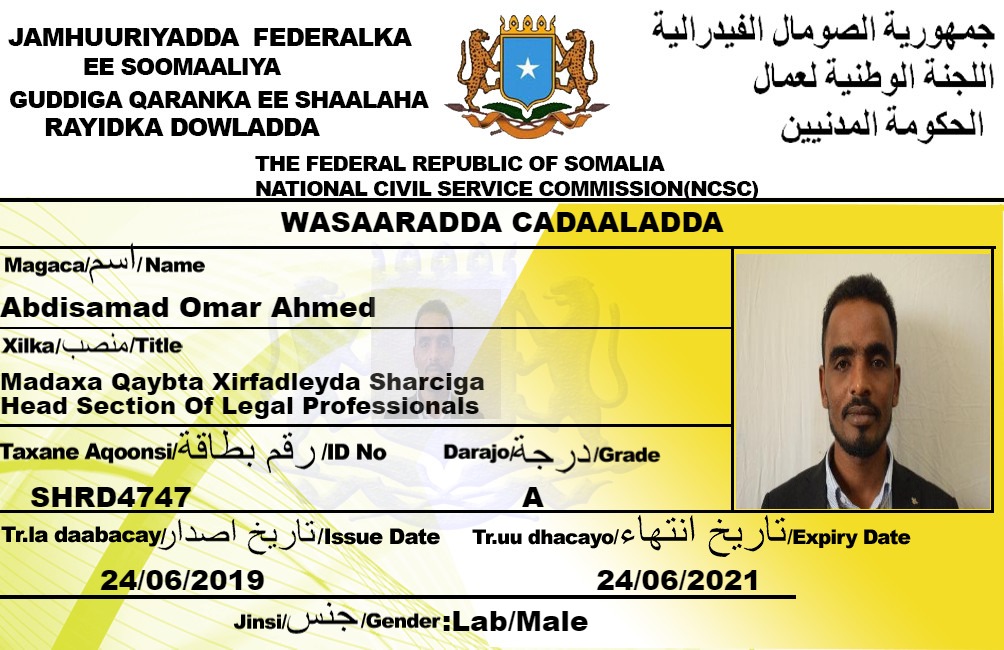 JAMHUURIYADDA FEDERALKA
EE SOOMAALIYA
GUDDIGA QARANKA EE SHAALAHA
RAYIDKA DOWLADDA
جمهورية الصومال الفيدرالية
اللجنة الوطنية لعمال
الحكومة المدنيين
THE FEDERAL REPUBLIC OF SOMALIA
NATIONAL CIVIL SERVICE COMMISSION(NCSC)
WASAARADDA CADAALADDA
Magaca/اسم/Name
Abdisamad Omar Ahmed
Xilka/منصب/Title
Madaxa Qaybta Xirfadleyda Sharciga
Head Section Of Legal Professionals
Taxane Aqoonsi/رقم بطاقة/ID No
SHRD4747
Darajo/درجة/Grade
A
Tr.la daabacay/تاريخ اصدار/Issue Date
24/06/2019
Tr.uu dhacayo/تاريخ انتهاء/Expiry Date
24/06/2021
Jinsi/جنس/Gender:Lab/Male